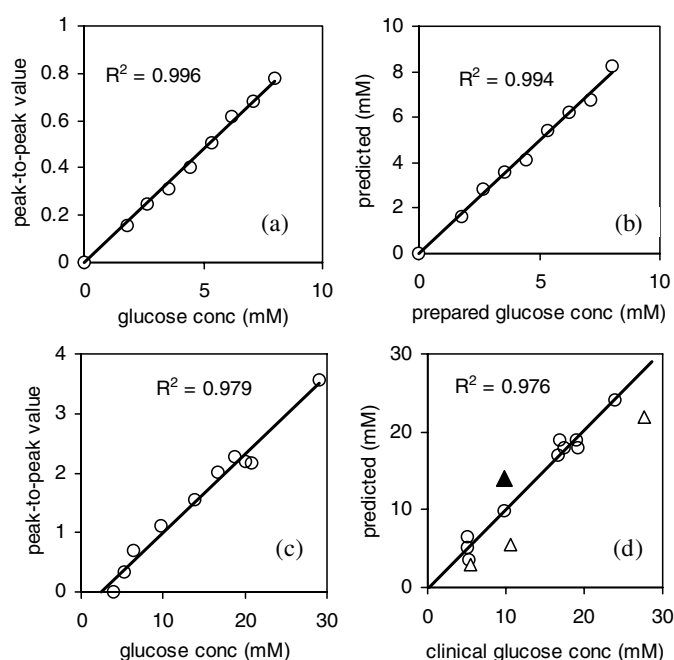 peak-to-peak value
1
0.8
0.6
0.4
0.2
0
R² = 0.996
(a)
0
5
10
glucose conc (mM)
predicted (mM)
10
8
6
4
2
0
R² = 0.994
(b)
0
5
10
prepared glucose conc (mM)
peak-to-peak value
4
3
2
1
0
R² = 0.979
(c)
0
10
20
30
glucose conc (mM)
predicted (mM)
30
20
10
0
R² = 0.976
(d)
0
10
20
30
clinical glucose conc (mM)